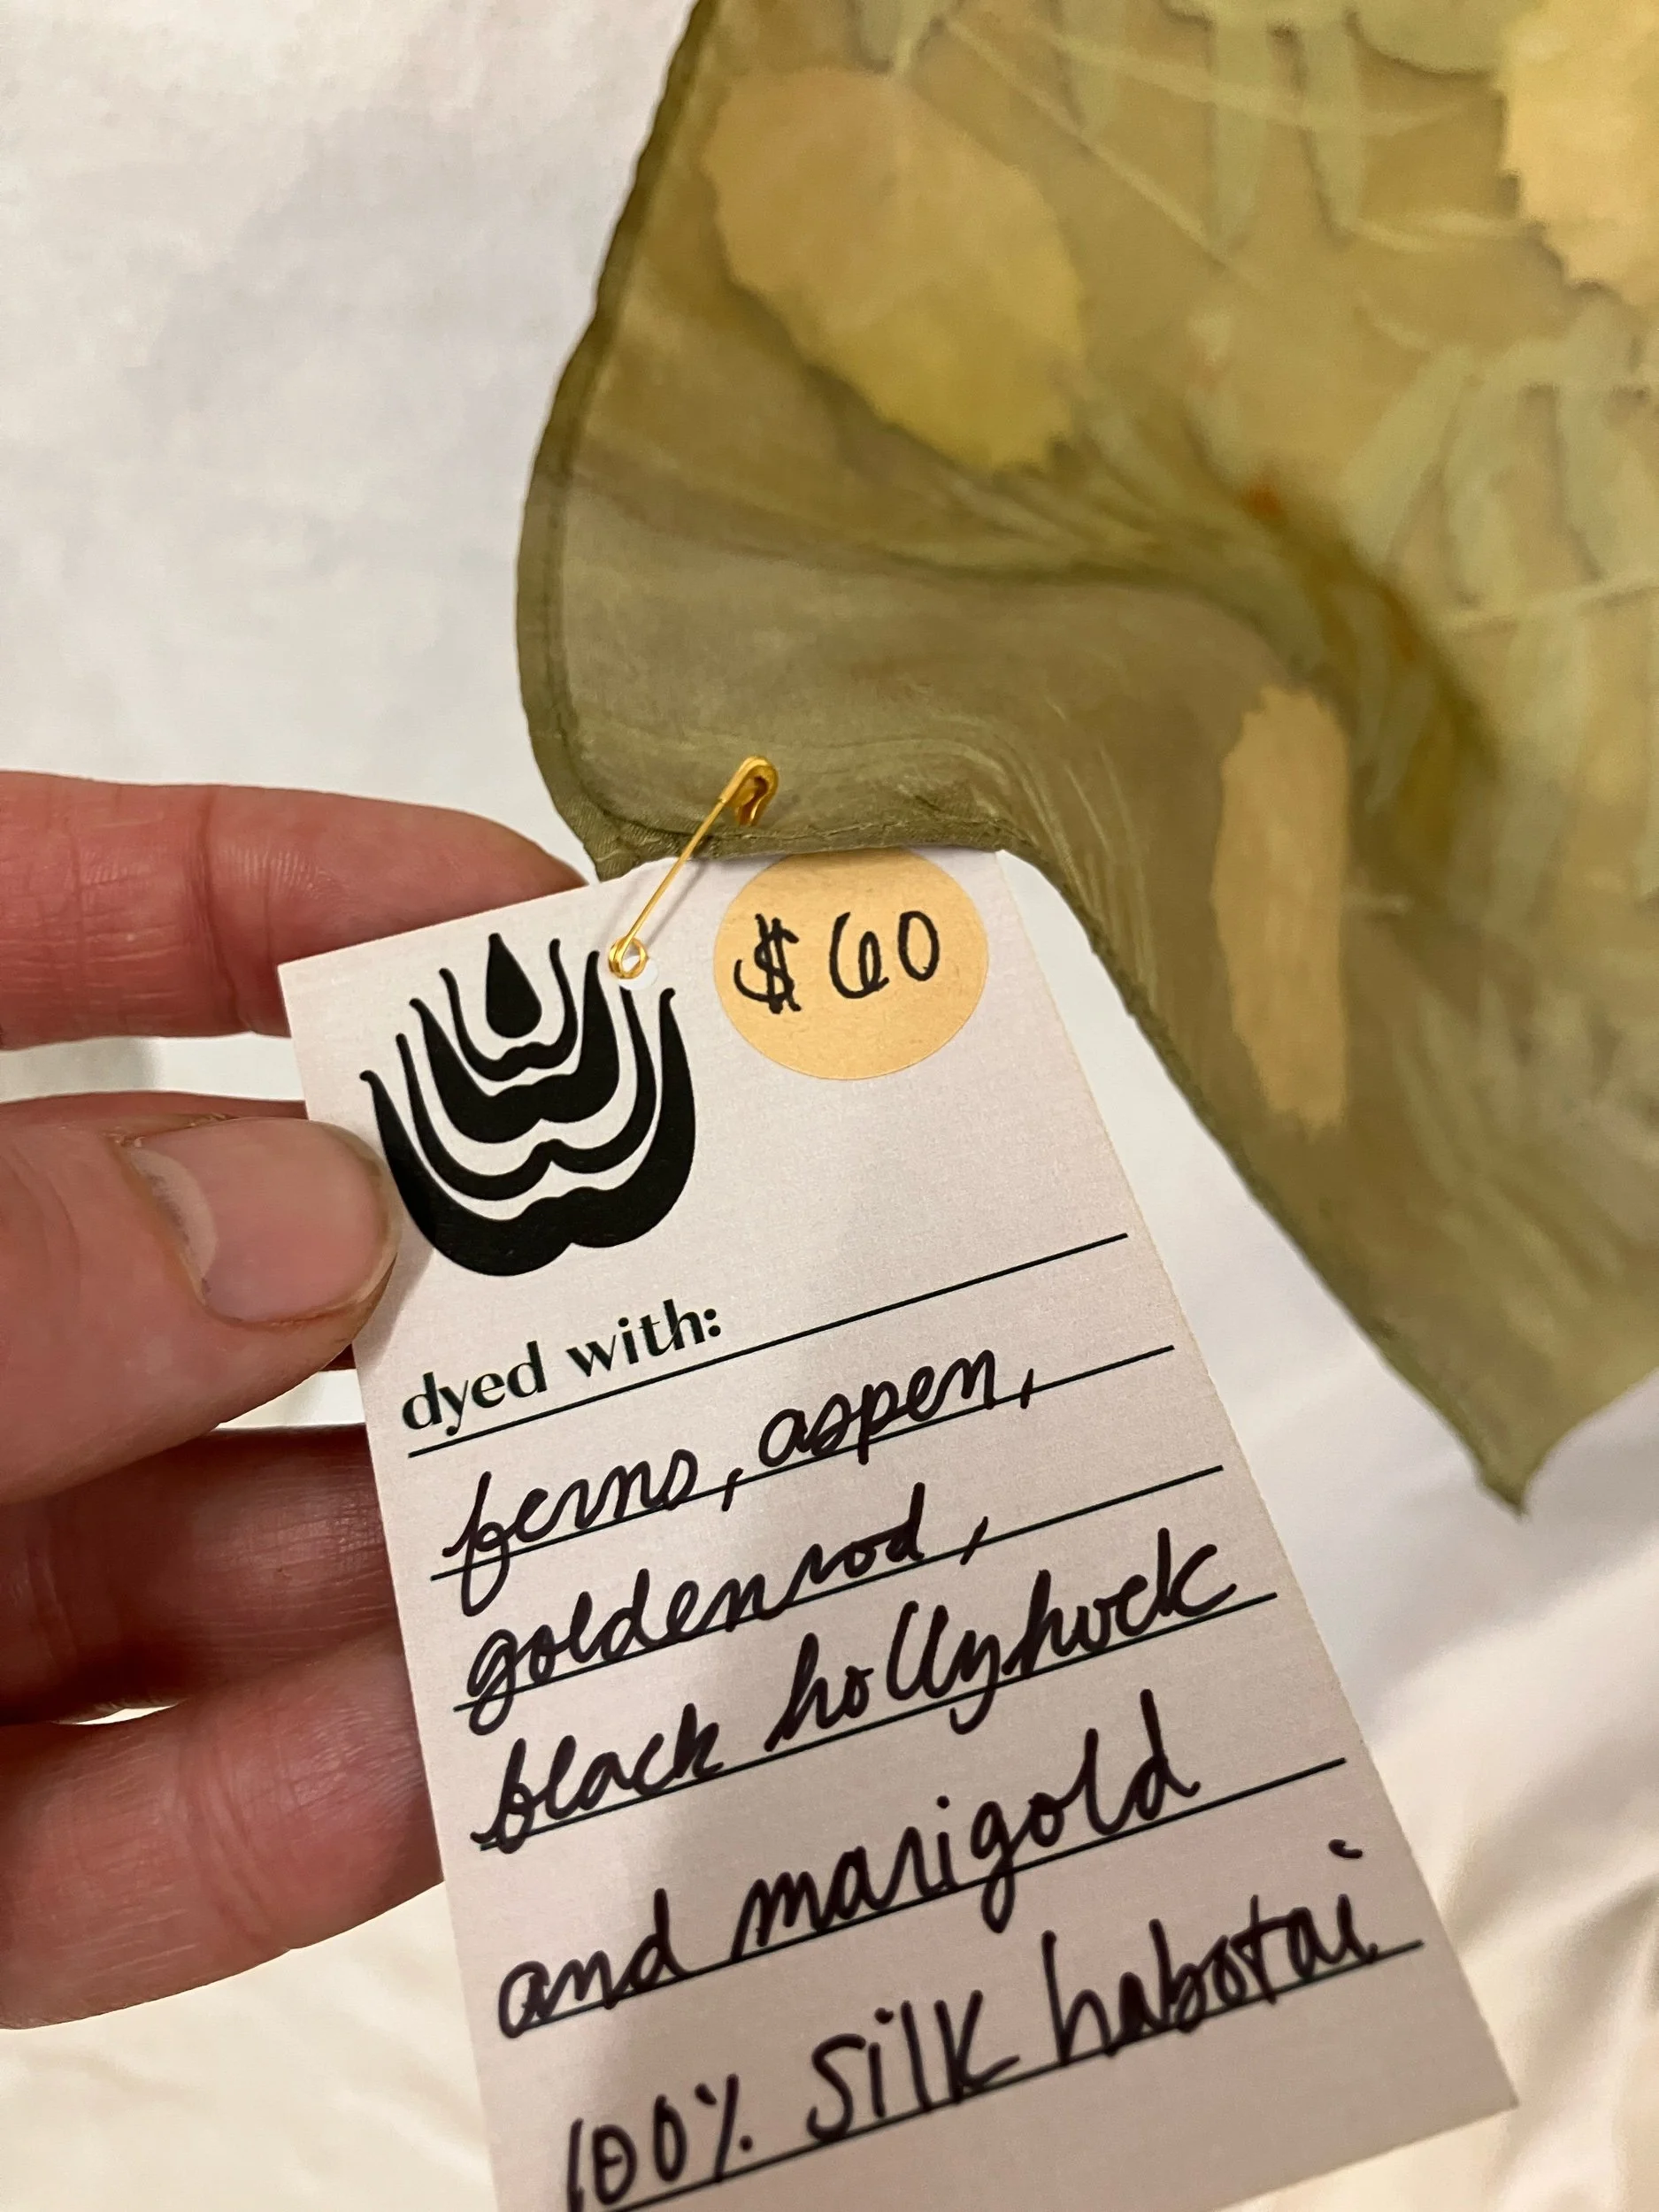 $60
dyed with:
ferns, aspen,
goldenrod,
black hollyhock
and marigold
100% silk habotai